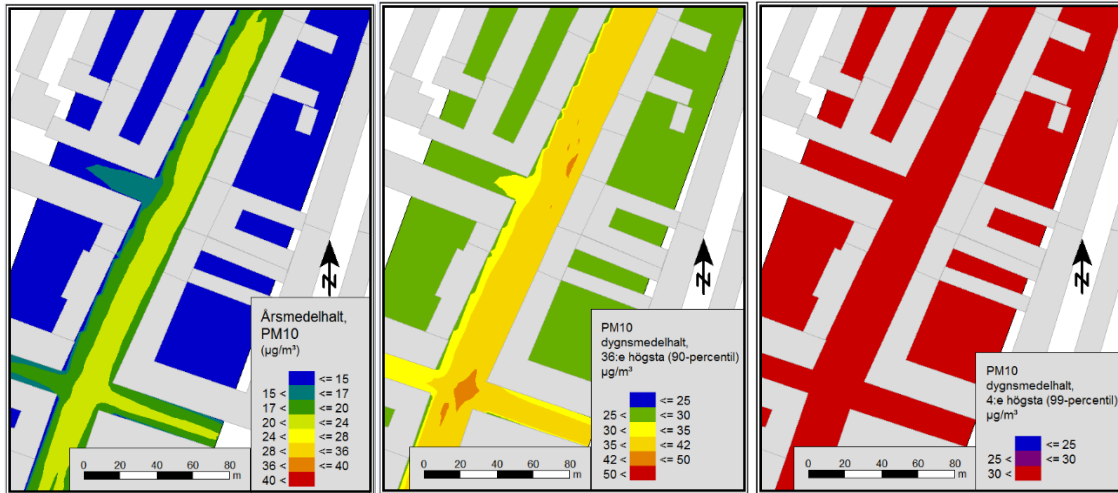 N
Årsmedelhalt,
PM10
(µg/m³)
<= 15
15 < <= 17
17 < <= 20
20 < <= 24
24 < <= 28
28 < <= 36
36 < <= 40
40 <
0 20 40 60 80
m
N
PM10
dygnsmedelhalt,
36:e högsta (90-percentil)
µg/m³
<= 25
25 < <= 30
30 < <= 35
35 < <= 42
42 < <= 50
50 <
0 20 40 60 80
m
N
PM10
dygnsmedelhalt,
4:e högsta (99-percentil)
µg/m³
<= 25
25 < <= 30
30 <
0 20 40 60 80
m